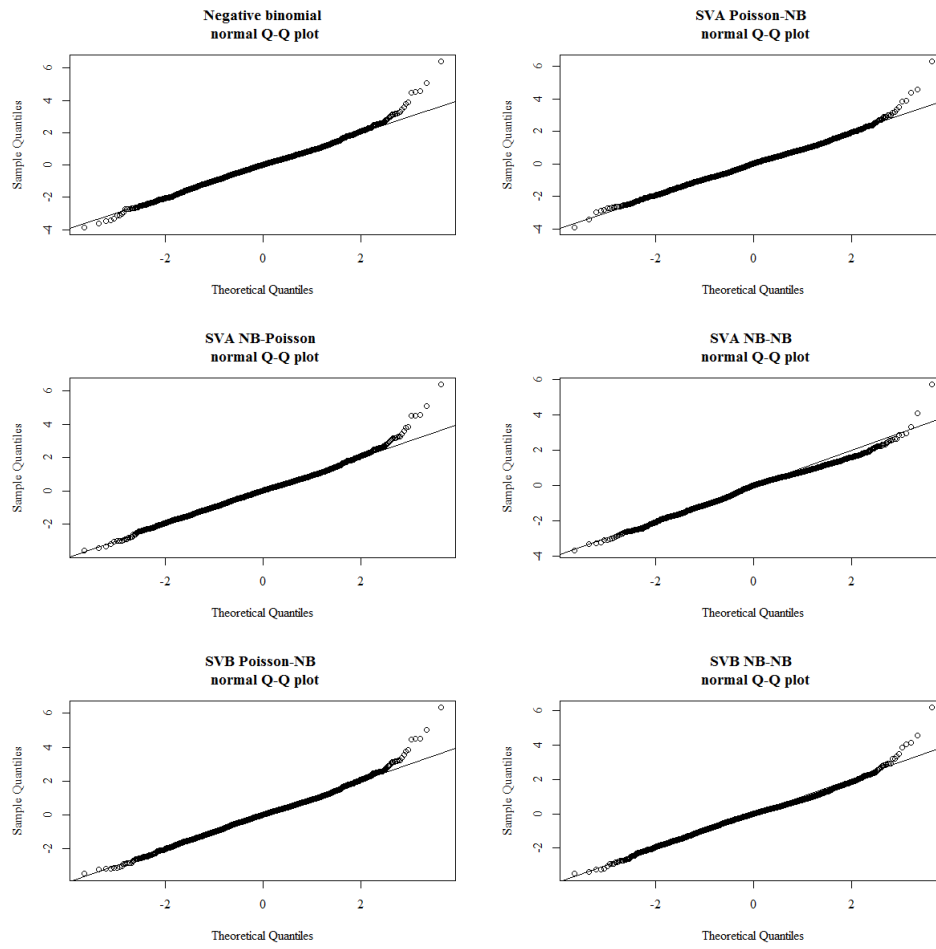 Negative binomial
normal Q-Q plot
Sample Quantiles
6
4
2
0
-2
-4
-2
0
2
Theoretical Quantiles
SVA Poisson-NB
normal Q-Q plot
Sample Quantiles
6
4
2
0
-2
-4
-2
0
2
Theoretical Quantiles
SVA NB-Poisson
normal Q-Q plot
Sample Quantiles
6
4
2
0
-2
-2
0
2
Theoretical Quantiles
SVA NB-NB
normal Q-Q plot
Sample Quantiles
6
4
2
0
-2
-4
-2
0
2
Theoretical Quantiles
SVB Poisson-NB
normal Q-Q plot
Sample Quantiles
6
4
2
0
-2
-2
0
2
Theoretical Quantiles
SVB NB-NB
normal Q-Q plot
Sample Quantiles
6
4
2
0
-2
-2
0
2
Theoretical Quantiles